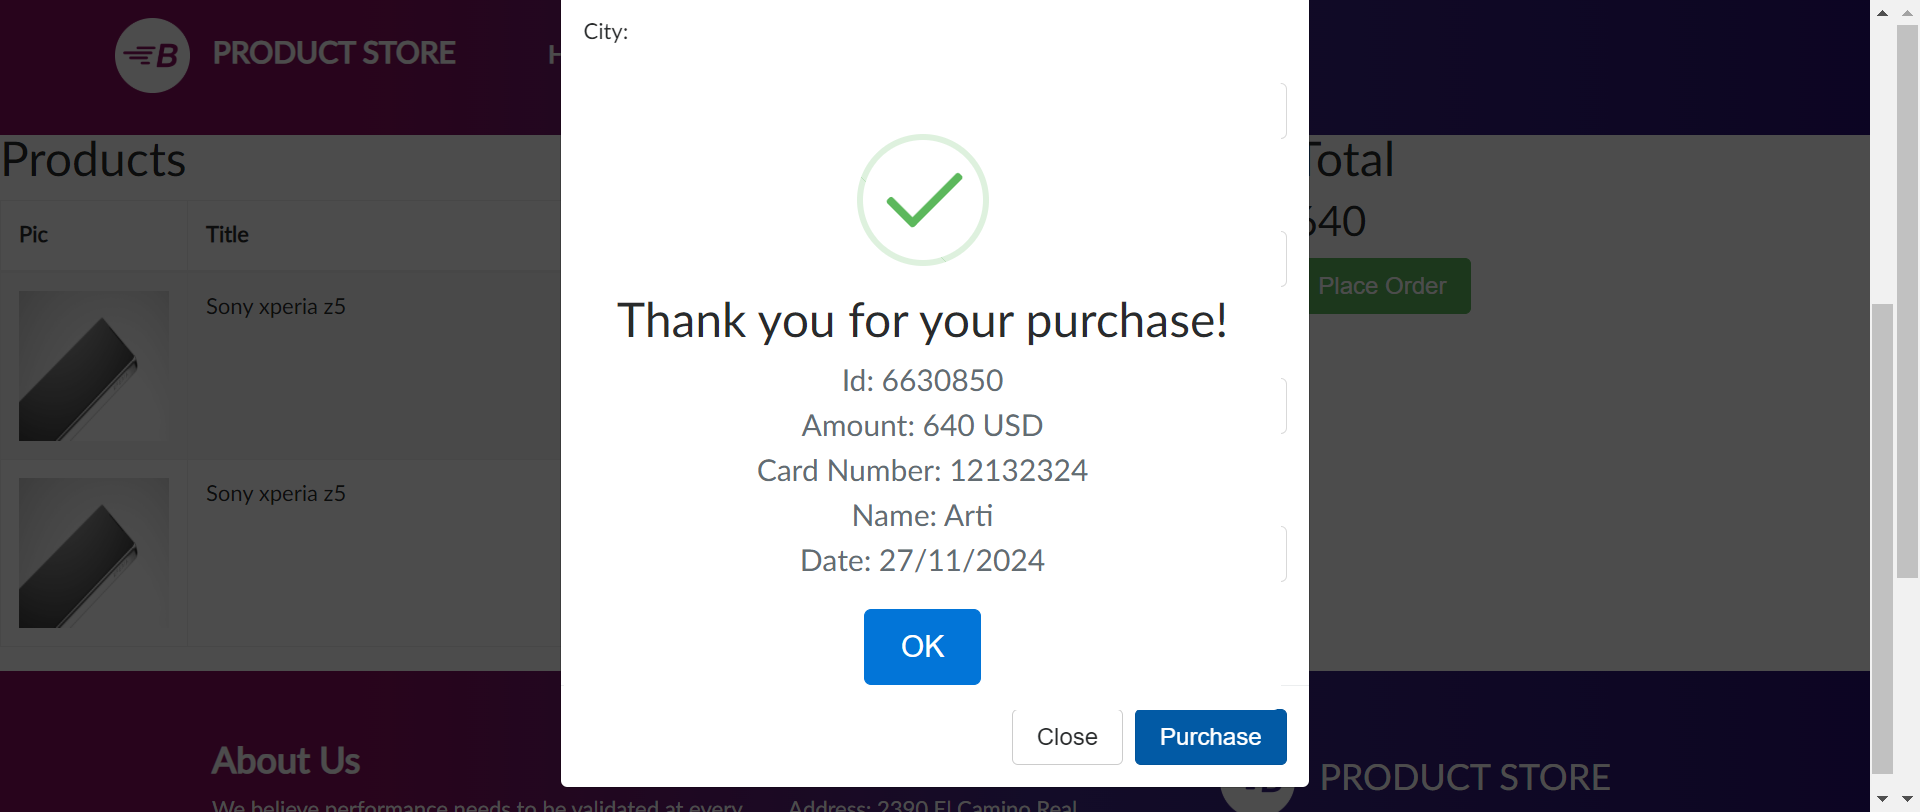 City:
B PRODUCT STORE
Products
Total
Pic
Title
640
Place Order
Sony xperia z5
Thank you for your purchase!
Id: 6630850
Amount: 640 USD
Card Number: 12132324
Sony xperia z5
Name: Arti
Date: 27/11/2024
OK
Close
Purchase
About Us
PRODUCT STORE
We believe performance needs to be validated at every
Address: 2390 El Camino Real